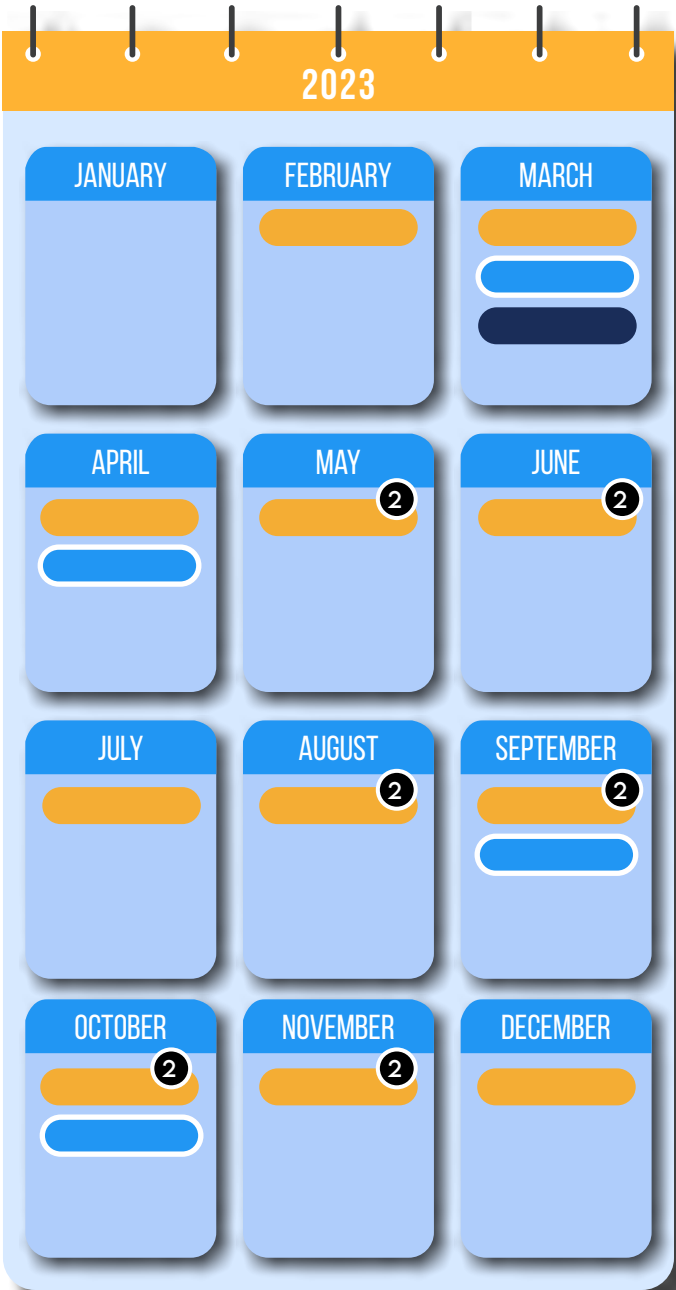 2023
JANUARY
FEBRUARY
MARCH
APRIL
MAY
2
JUNE
2
JULY
AUGUST
2
SEPTEMBER
2
OCTOBER
2
NOVEMBER
2
DECEMBER